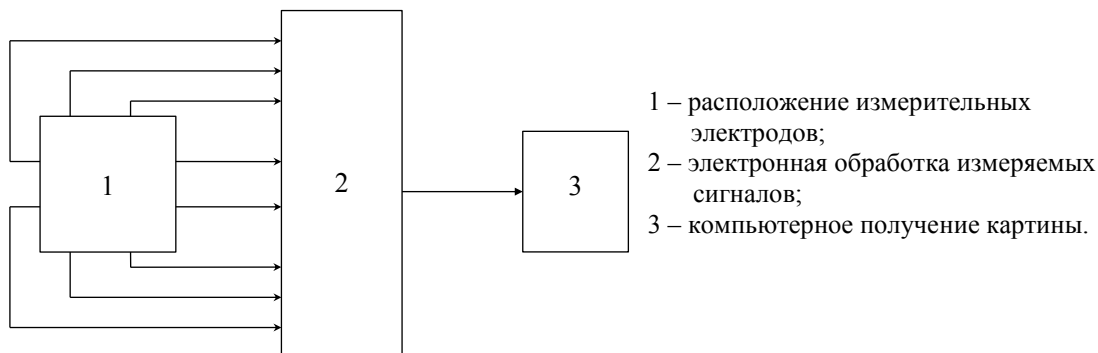 1
2
3
1 – расположение измерительных
электродов;
2 – электронная обработка измеряемых
сигналов;
3 – компьютерное получение картины.